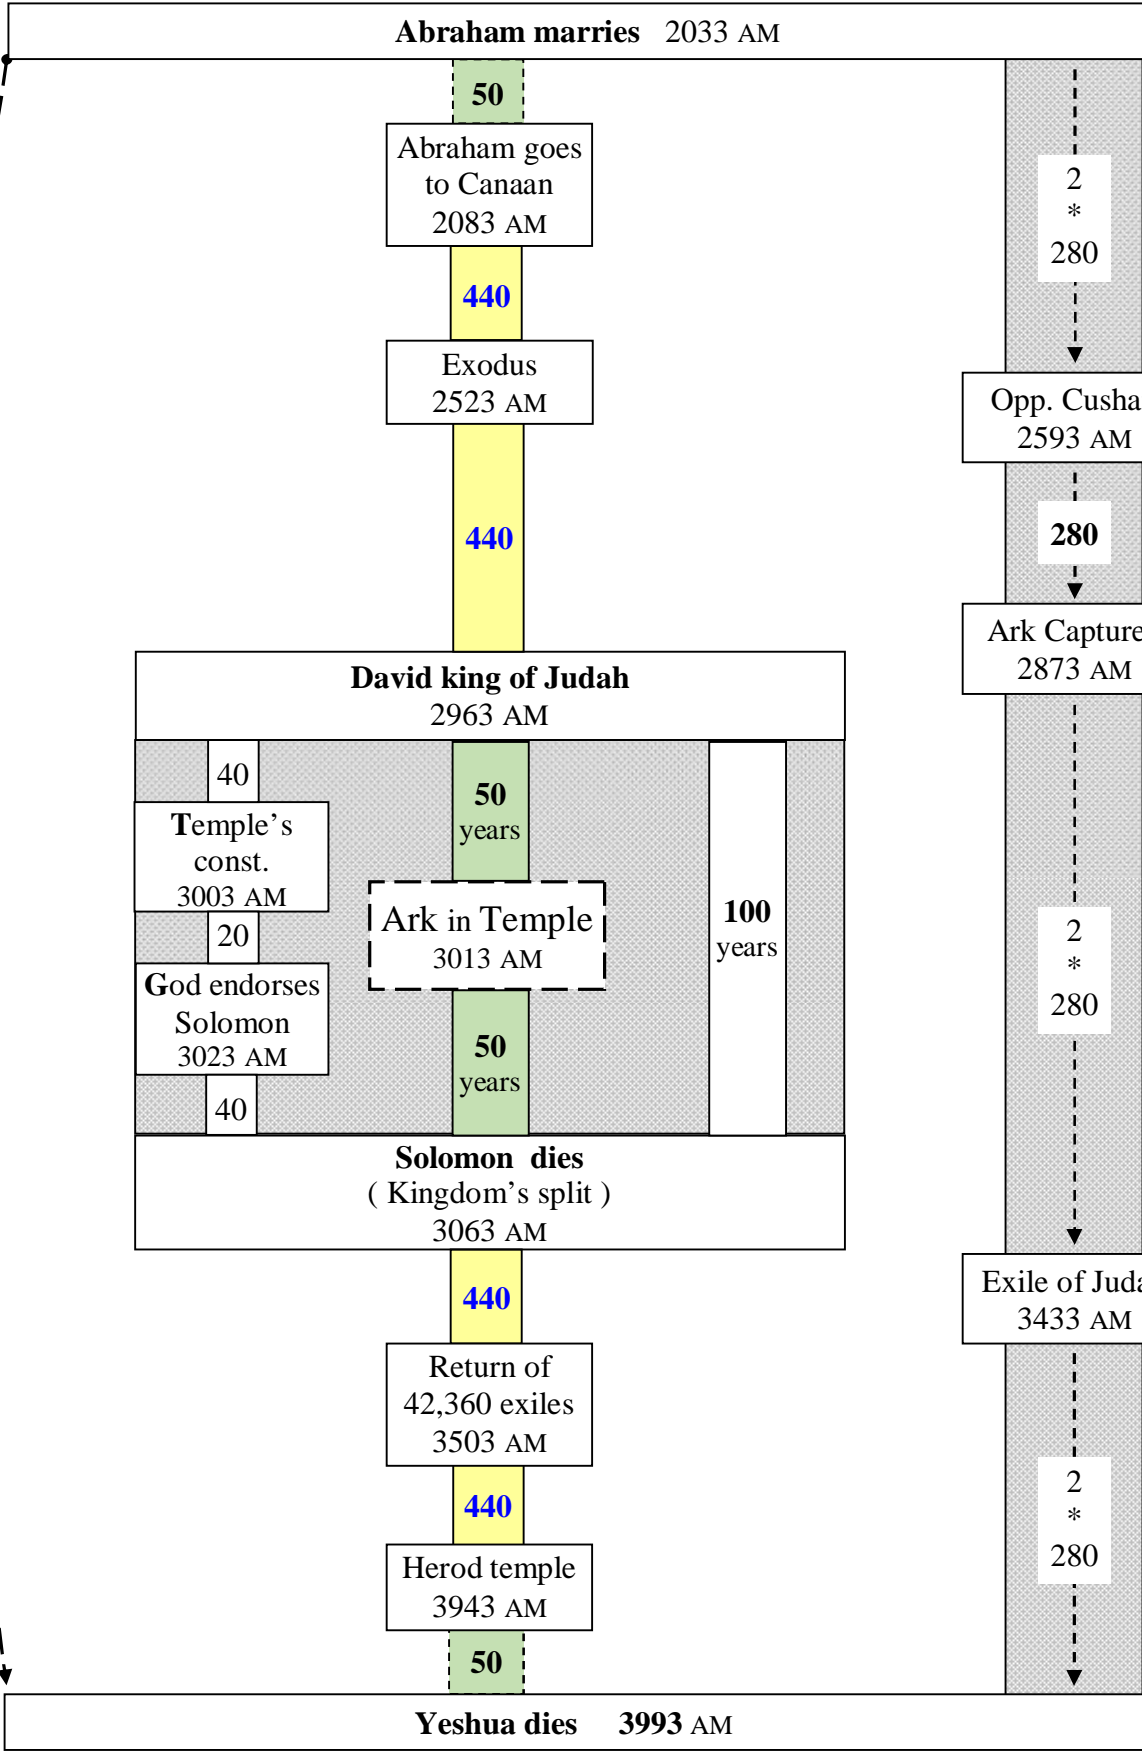 Abraham marries 2033 AM
50
Abraham goes
to Canaan
2083 AM
440
Exodus
2523 AM
440
David king of Judah
2963 AM
40
Temple’s
const.
3003 AM
20
God endorses
Solomon
3023 AM
40
50
years
Ark in Temple
3013 AM
50
years
100
years
Solomon dies
( Kingdom’s split )
3063 AM
440
Return of
42,360 exiles
3503 AM
440
Herod temple
3943 AM
50
2
*
280
Opp. Cusha
2593 AM
280
Ark Capture
2873 AM
2
*
280
Exile of Juda
3433 AM
2
*
280
Yeshua dies 3993 AM